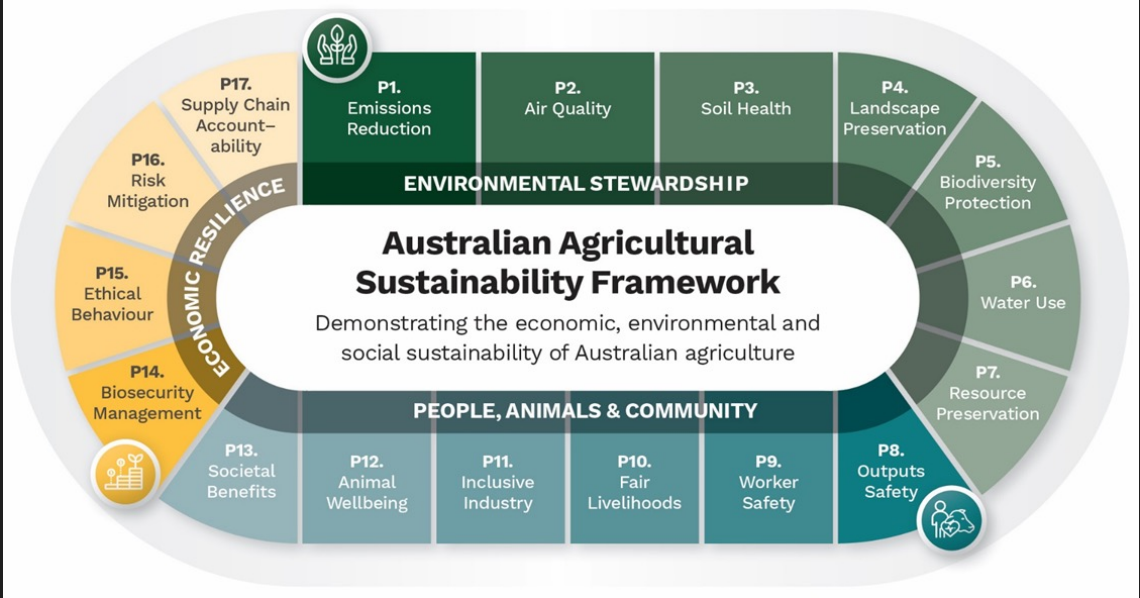 Australian Agricultural
Sustainability Framework
Demonstrating the economic, environmental and
social sustainability of Australian agriculture
ENVIRONMENTAL STEWARDSHIP
P1.
Emissions
Reduction
P2.
Air Quality
P3.
Soil Health
P4.
Landscape
Preservation
P5.
Biodiversity
Protection
P6.
Water Use
P7.
Resource
Preservation
PEOPLE, ANIMALS & COMMUNITY
P8.
Outputs
Safety
P9.
Worker
Safety
P10.
Fair
Livelihoods
P11.
Inclusive
Industry
P12.
Animal
Wellbeing
P13.
Societal
Benefits
ECONOMIC RESILIENCE
P14.
Biosecurity
Management
P15.
Ethical
Behaviour
P16.
Risk
Mitigation
P17.
Supply Chain
Account–
ability